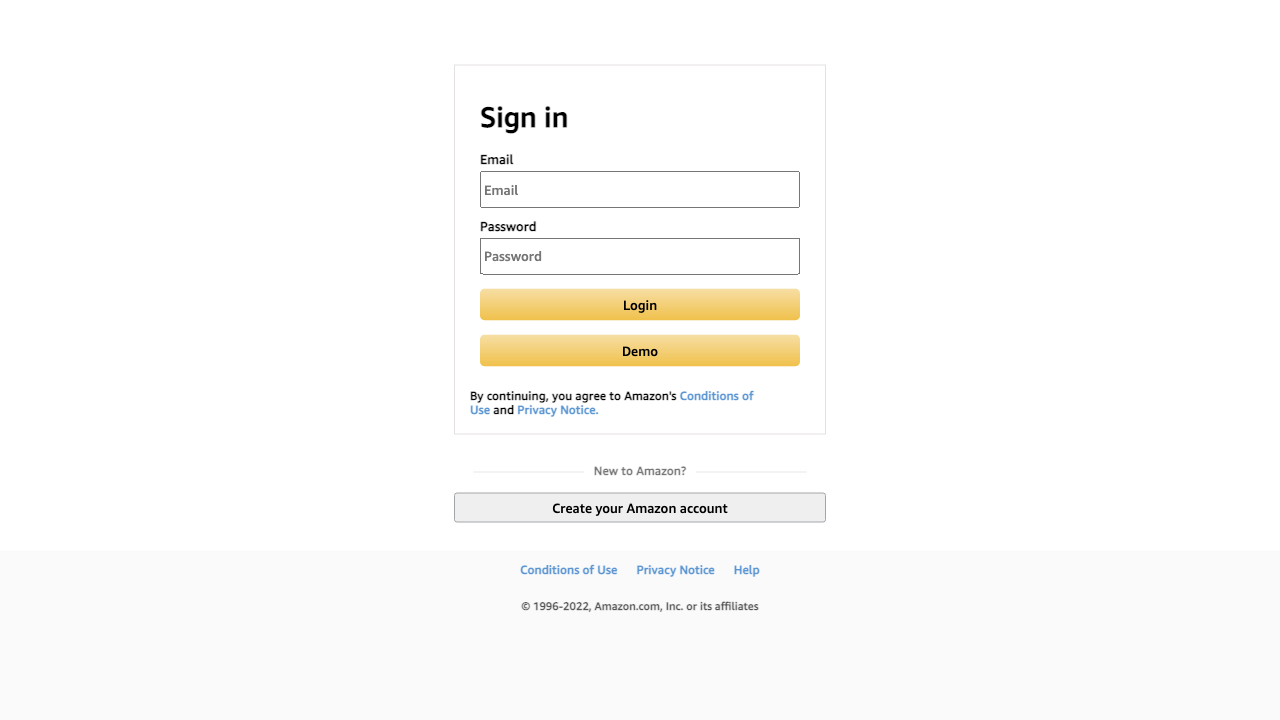 Sign in
Email
Email
Password
Password
Login
Demo
By continuing, you agree to Amazon's Conditions of
Use and Privacy Notice.
New to Amazon?
Create your Amazon account
Conditions of Use Privacy Notice Help
© 1996-2022, Amazon.com, Inc. or its affiliates